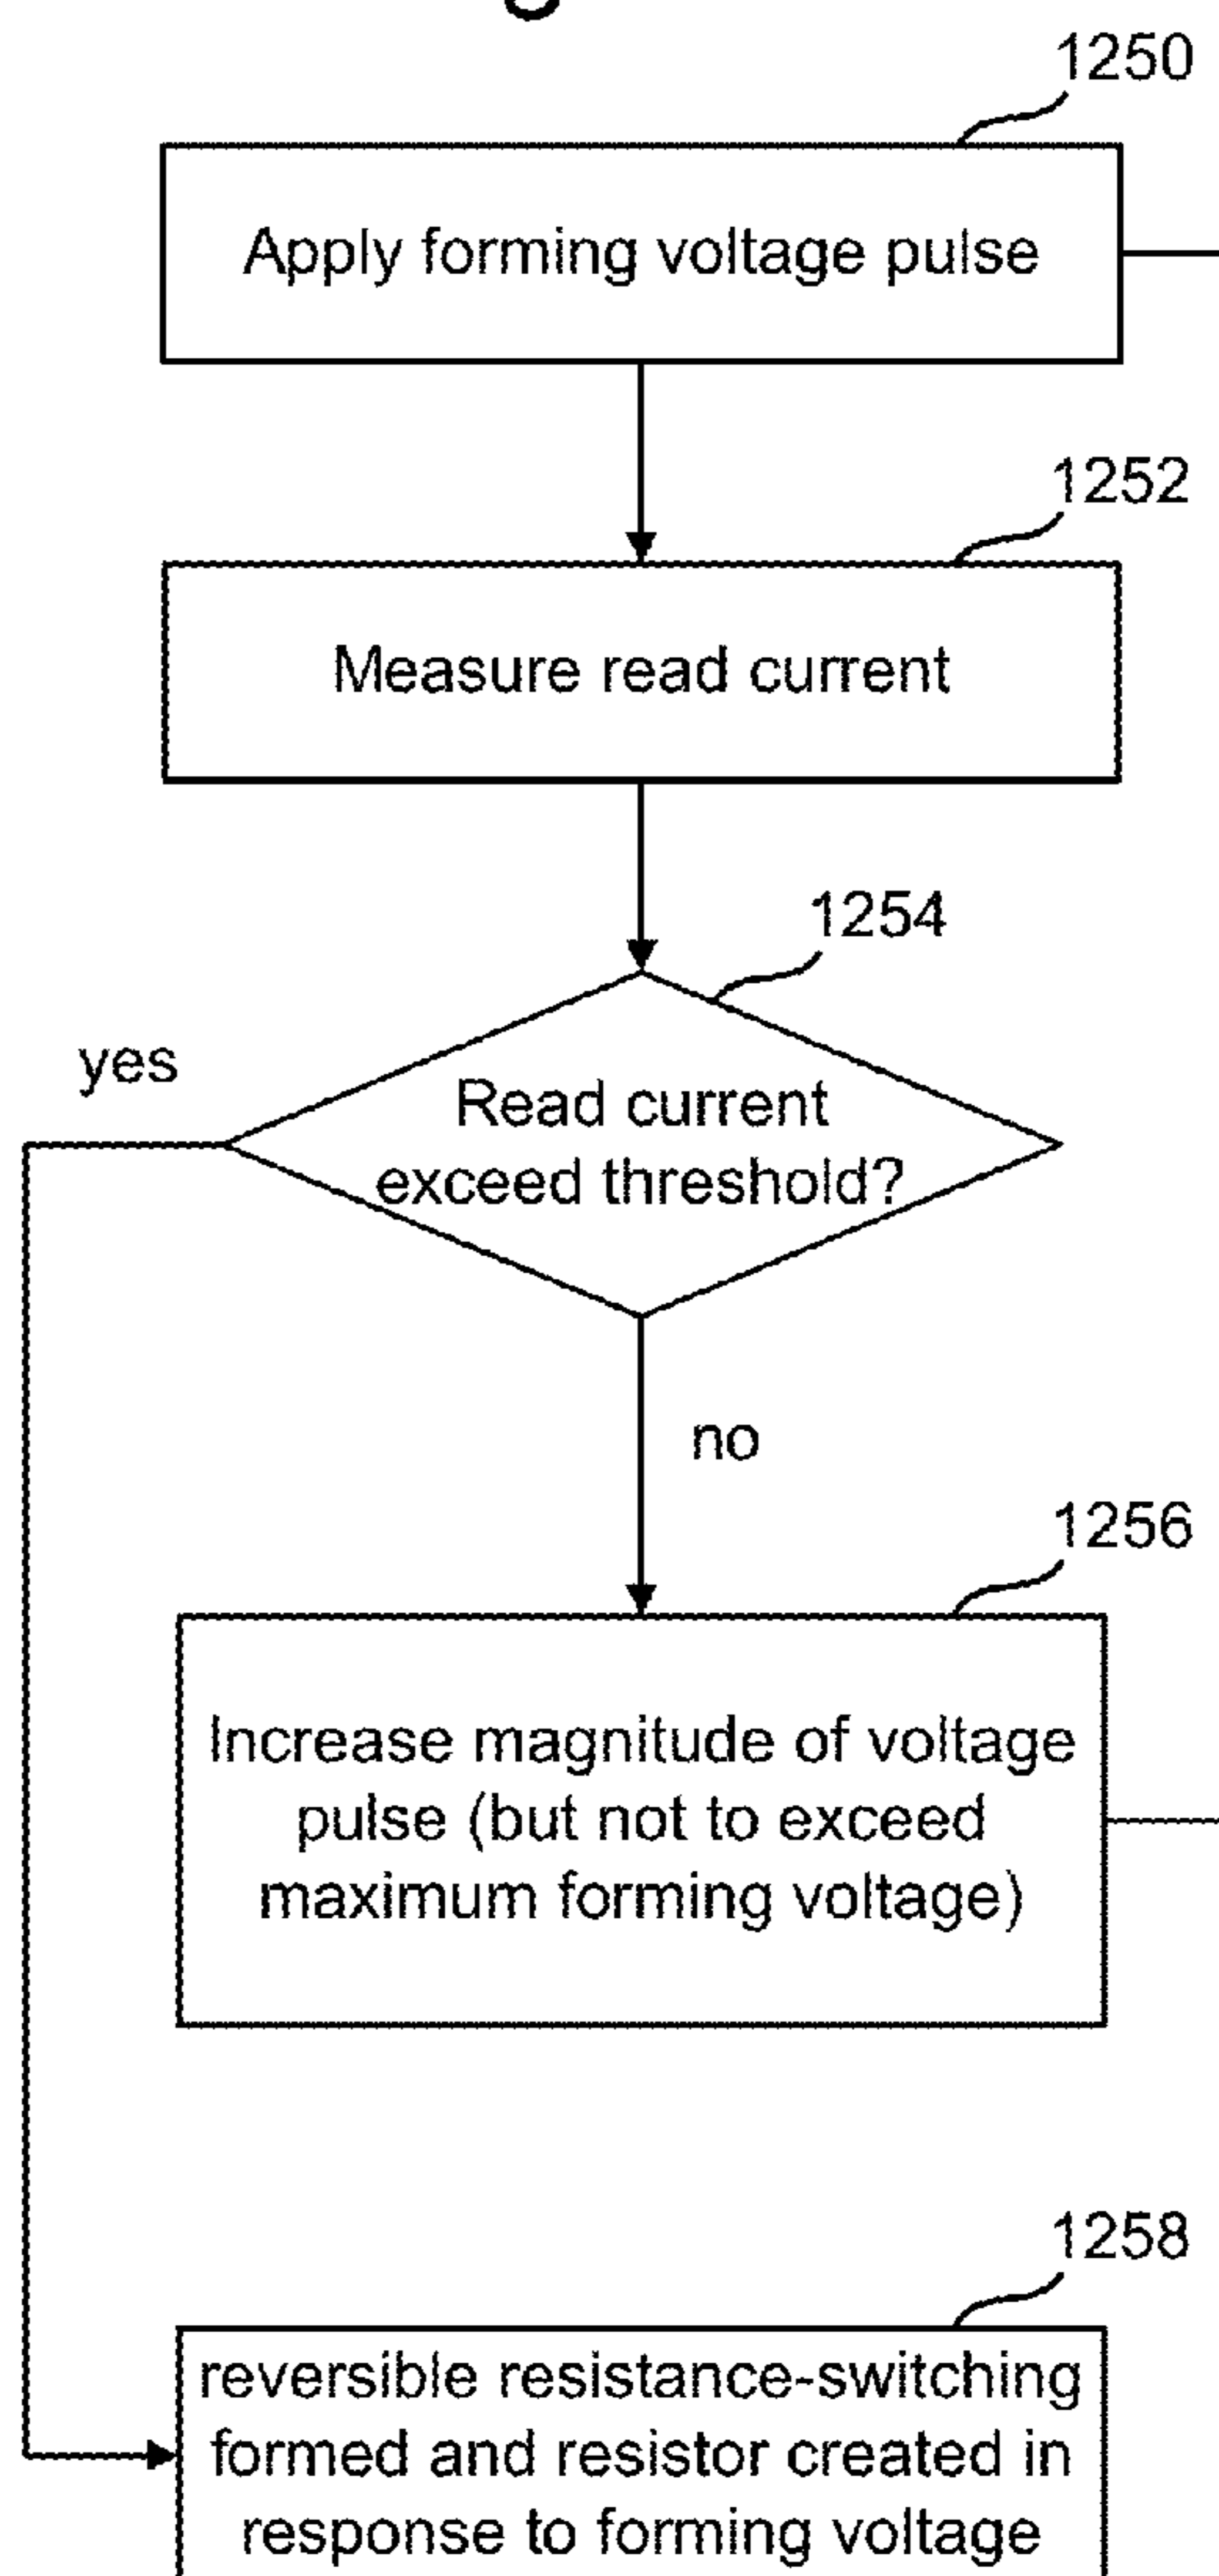 1250
Apply forming voltage pulse
1252
Measure read current
1254
yes
Read current
exceed threshold?
no
1256
Increase magnitude of voltage
pulse (but not to exceed
maximum forming voltage)
1258
reversible resistance-switching
formed and resistor created in
response to forming voltage